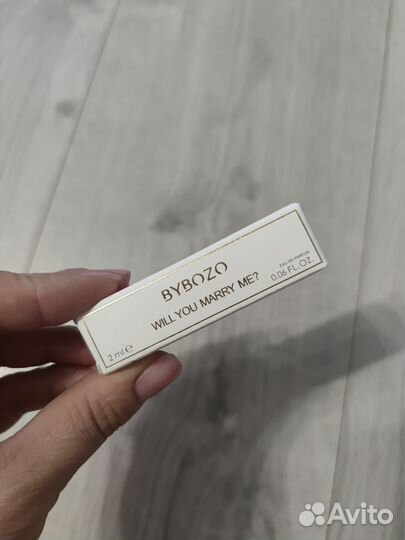 BYBOZO
WILL YOU MARRY ME?
2 ml e
EAU DE PARFUM
0.06 FL.OZ.
Avito